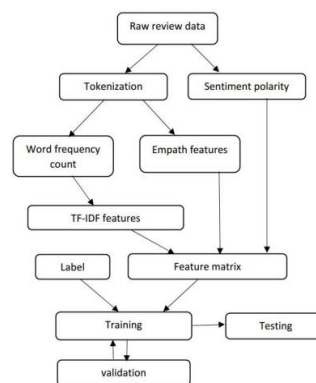 Raw review data
Tokenization
Sentiment polarity
Word frequency
count
Empath features
TF-IDF features
Label
Feature matrix
Training
Testing
validation